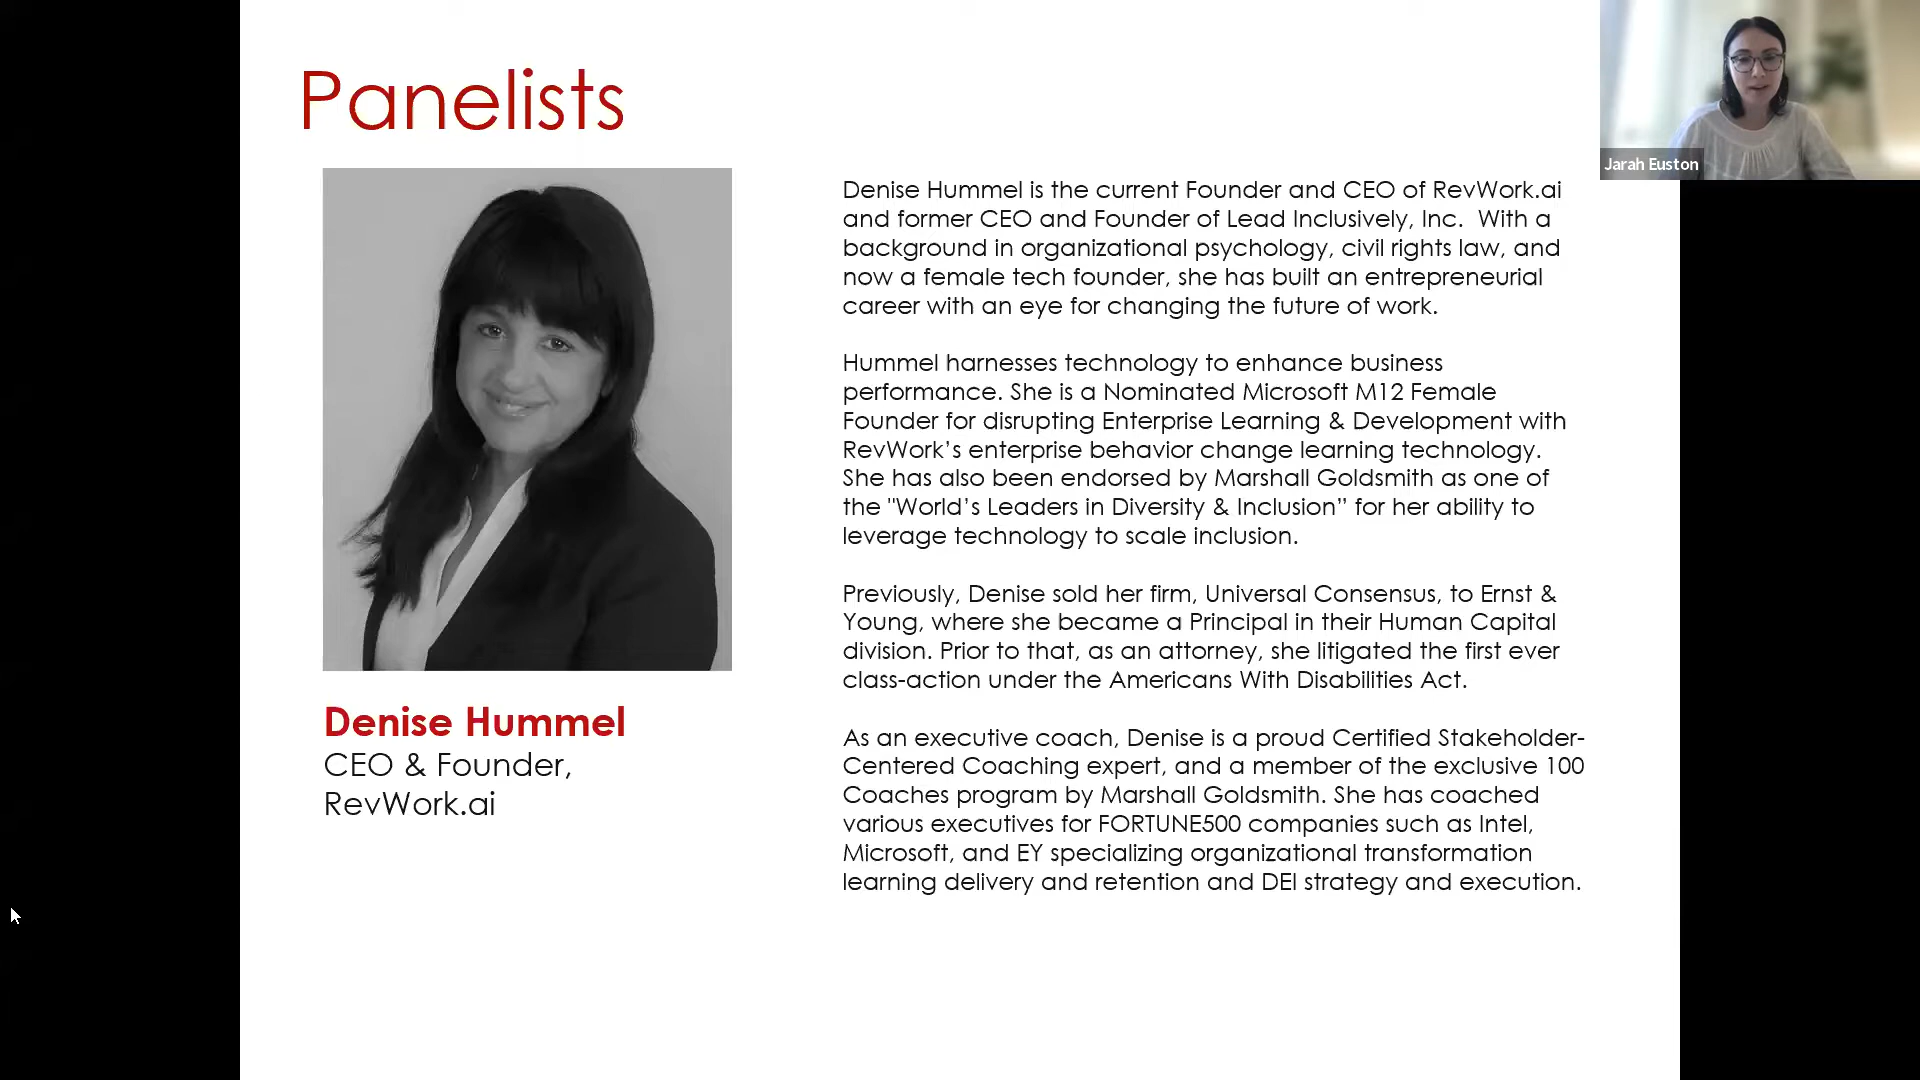 Panelists
Jarah Euston
Denise Hummel is the current Founder and CEO of RevWork.ai
and former CEO and Founder of Lead Inclusively, Inc.  With a
background in organizational psychology, civil rights law, and
now a female tech founder, she has built an entrepreneurial
career with an eye for changing the future of work.
Hummel harnesses technology to enhance business
performance. She is a Nominated Microsoft M12 Female
Founder for disrupting Enterprise Learning & Development with
RevWork’s enterprise behavior change learning technology.
She has also been endorsed by Marshall Goldsmith as one of
the "World’s Leaders in Diversity & Inclusion” for her ability to
leverage technology to scale inclusion.
Previously, Denise sold her firm, Universal Consensus, to Ernst &
Young, where she became a Principal in their Human Capital
division. Prior to that, as an attorney, she litigated the first ever
class-action under the Americans With Disabilities Act.
As an executive coach, Denise is a proud Certified Stakeholder-
Centered Coaching expert, and a member of the exclusive 100
Coaches program by Marshall Goldsmith. She has coached
various executives for FORTUNE500 companies such as Intel,
Microsoft, and EY specializing organizational transformation
learning delivery and retention and DEI strategy and execution.
Denise Hummel
CEO & Founder,
RevWork.ai